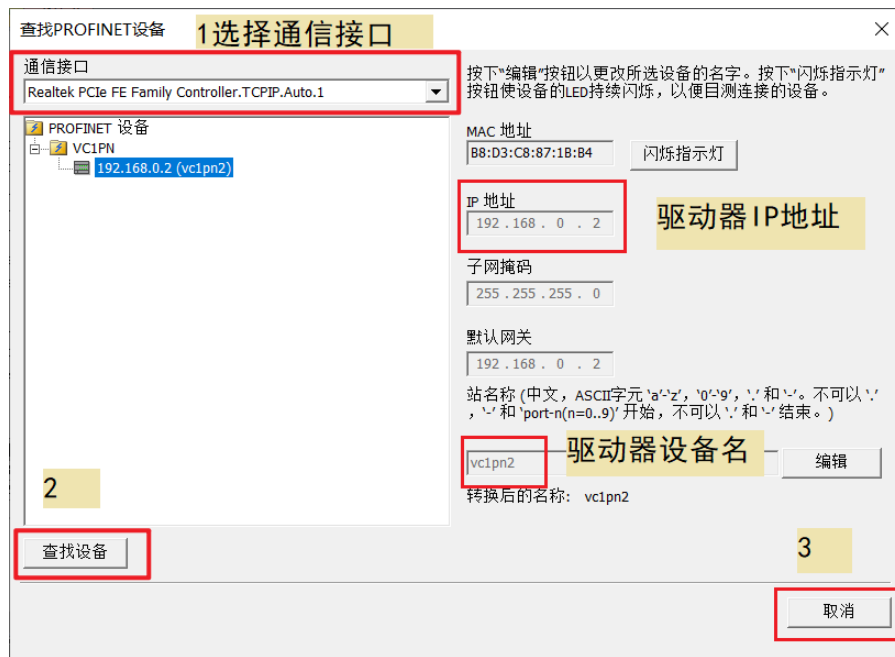 查找PROFINET设备
1选择通信接口
通信接口
Realtek PCIe FE Family Controller.TCPIP.Auto.1
按下“编辑”按钮以更改所选设备的名字。按下“闪烁指示灯”
按钮使设备的LED持续闪烁，以便目测连接的设备。
PROFINET 设备
VC1PN
192.168.0.2 (vc1pn2)
MAC 地址
B8:D3:C8:87:1B:B4
闪烁指示灯
IP 地址
192 . 168 . 0 . 2
驱动器IP地址
子网掩码
255 . 255 . 255 . 0
默认网关
192 . 168 . 0 . 2
站名称 (中文，ASCII字元 'a'-'z'，'0'-'9'，'.' 和 '-'。不可以 '.'
，'-' 和 'port-n(n=0..9)' 开始，不可以 '.' 和 '-' 结束。)
vc1pn2
驱动器设备名
编辑
转换后的名称: vc1pn2
2
查找设备
3
取消